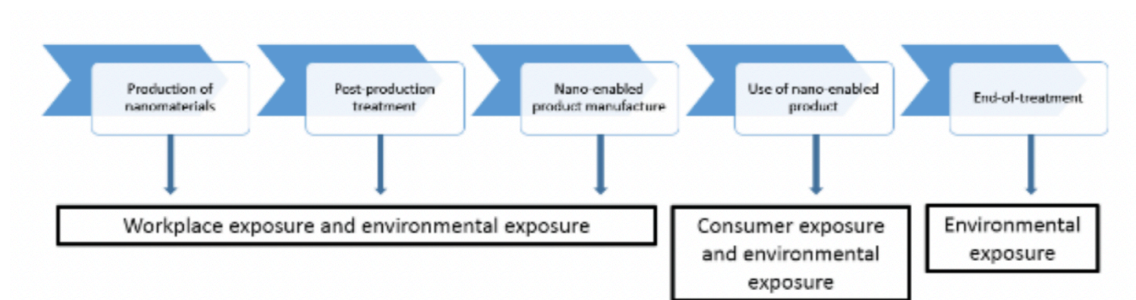 Production of
nanomaterials
Post-production
treatment
Nano-enabled
product manufacture
Use of nano-enabled
product
End-of-treatment
Workplace exposure and environmental exposure
Consumer exposure
and environmental
exposure
Environmental
exposure